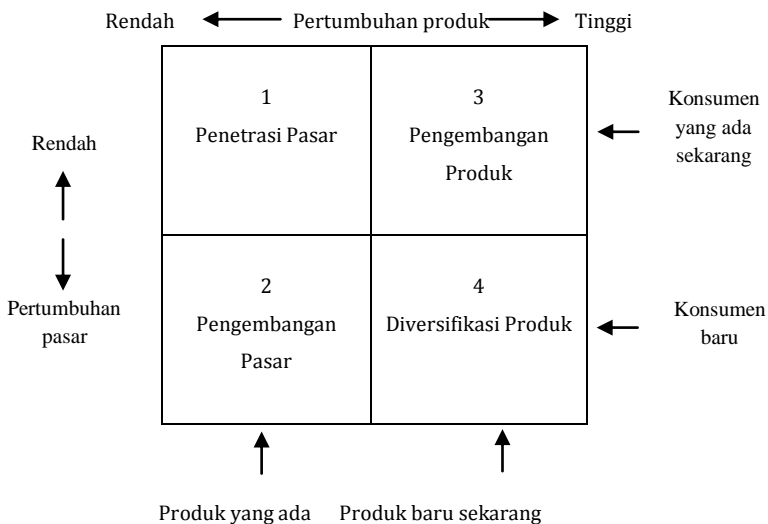 Rendah Pertumbuhan produk Tinggi
1
Penetrasi Pasar
3
Pengembangan
Produk
Konsumen
yang ada
sekarang
Rendah
Pertumbuhan
pasar
2
Pengembangan
Pasar
4
Diversifikasi Produk
Konsumen
baru
Produk yang ada Produk baru sekarang